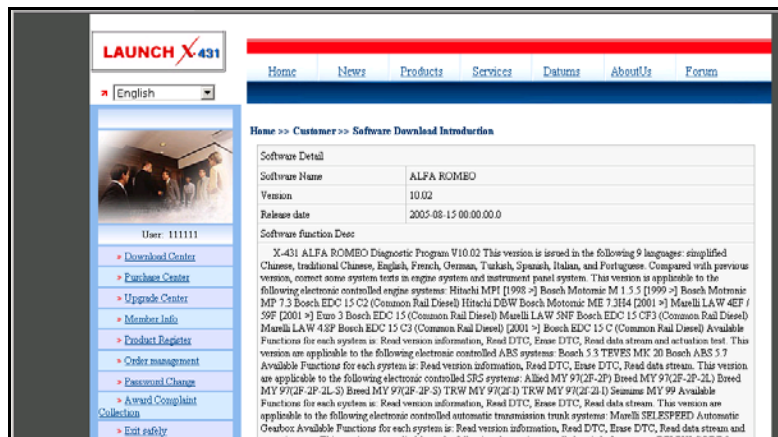 LAUNCH X-431
Home News Products Services Datums AboutUs Forum
English
Home >> Customer >> Software Download Introduction
Software Detail
Software Name ALFA ROMEO
Version 10.02
Release date 2005-08-15 00:00:00.0
Software function Desc
User: 111111
» Download Center
» Purchase Center
» Upgrade Center
» Member Info
» Product Register
» Order management
» Password Change
» Award Complaint
Collection
» Exit safely
X-431 ALFA ROMEO Diagnostic Program V10.02 This version is issued in the following 9 languages: simplified
Chinese, traditional Chinese, English, French, German, Turkish, Spanish, Italian, and Portuguese. Compared with previous
version, correct some system texts in engine system and instrument panel system. This version is applicable to the
following electronic controlled engine systems: Hitachi MPI [1998 >] Bosch Motornic M 1.5.5 [1999 >] Bosch Motronic
MP 7.3 Bosch EDC 15 C2 (Common Rail Diesel) Hitachi DBW Bosch Motornic ME 7.3H4 [2001 >] Marelli LAW 4EF /
59F [2001 >] Euro 3 Bosch EDC 15 (Common Rail Diesel) Marelli LAW 5NF Bosch EDC 15 CF3 (Common Rail Diesel)
Marelli LAW 4.8P Bosch EDC 15 C3 (Common Rail Diesel) [2001 >] Bosch EDC 15 C (Common Rail Diesel) Available
Functions for each system is: Read version information, Read DTC, Erase DTC, Read data stream and actuation test. This
version are applicable to the following electronic controlled ABS systems: Bosch 5.3 TEVES MK 20 Bosch ABS 5.7
Available Functions for each system is: Read version information, Read DTC, Erase DTC, Read data stream. This version
are applicable to the following electronic controlled SRS systems: Allied MY 97(2F-2P) Breed MY 97(2F-2P-2L) Breed
MY 97(2F-2P-2L-S) Breed MY 97(2F-2P-S) TRW MY 97(2f-I) TRW MY 97(2f-2I-I) Seimins MY 99 Available
Functions for each system is: Read version information, Read DTC, Erase DTC, Read data stream. This version are
applicable to the following electronic controlled automatic transmission trunk systems: Marelli SELESPEED Automatic
Gearbox Available Functions for each system is: Read version information, Read DTC, Erase DTC, Read data stream and